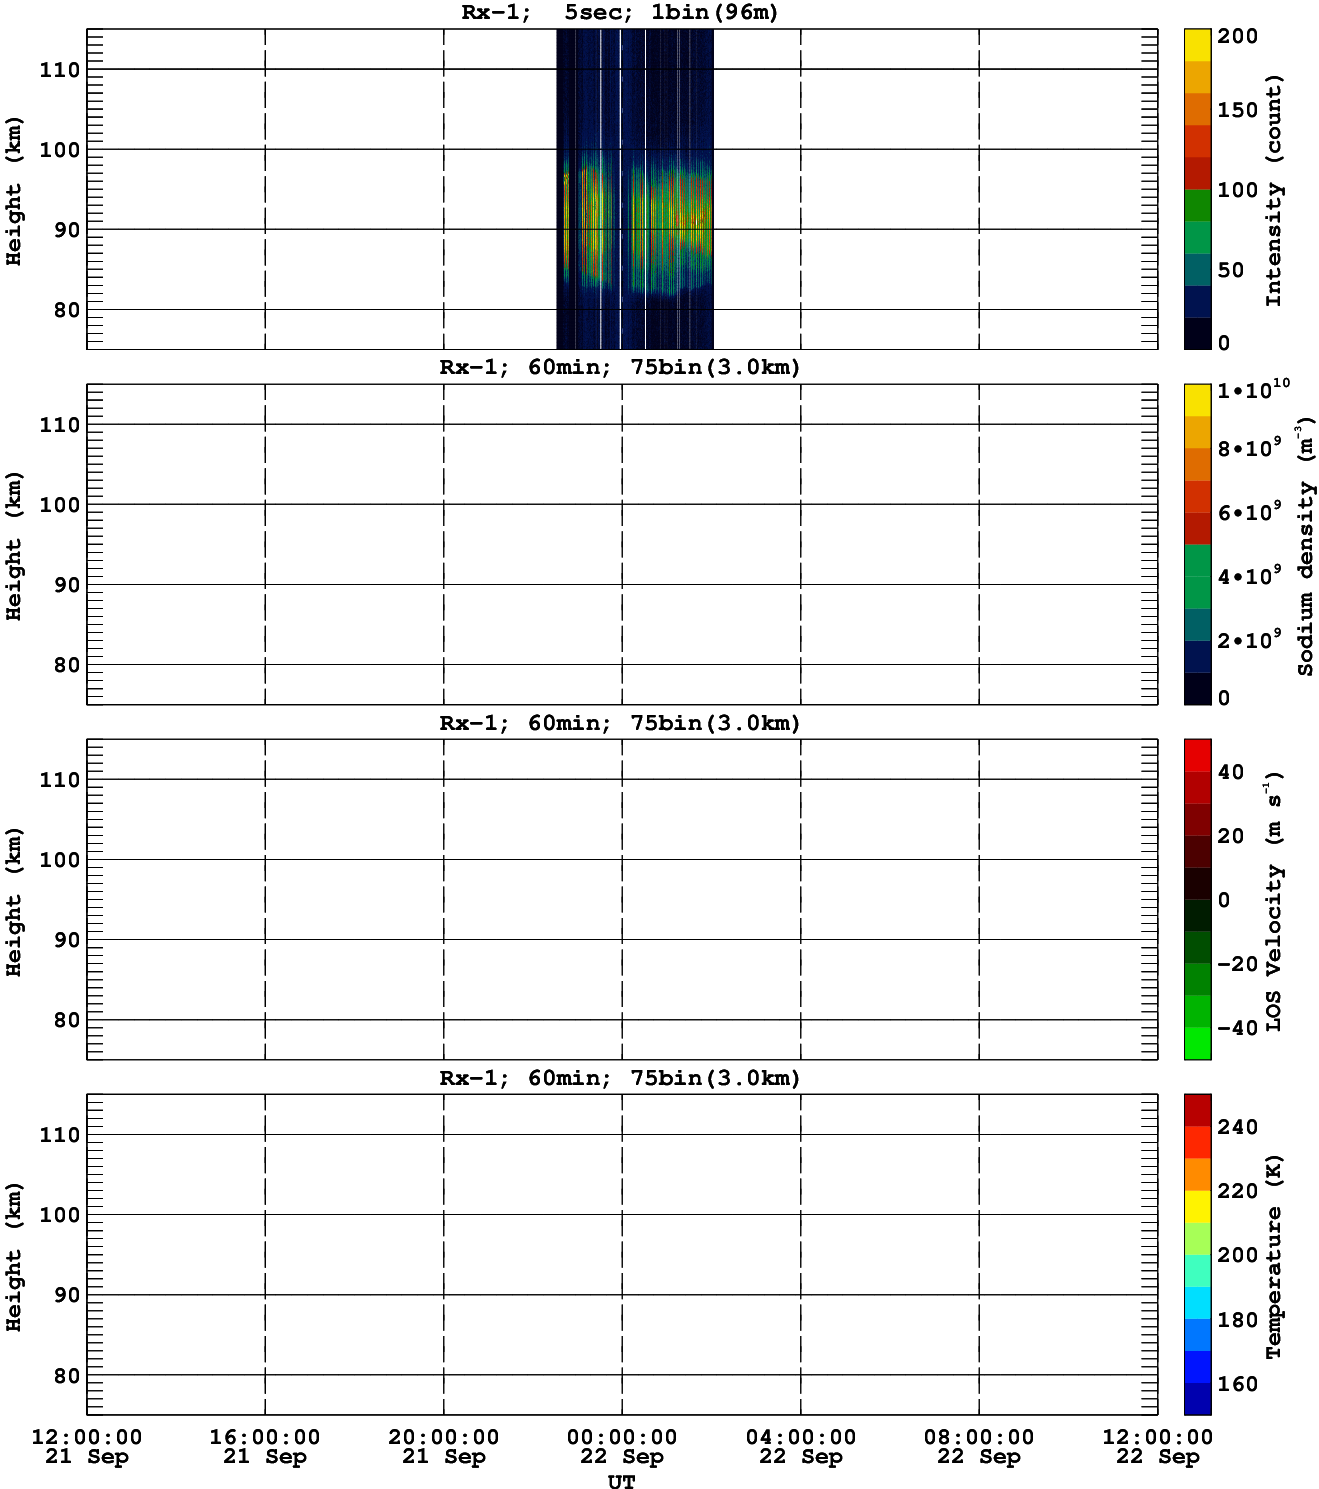 Rx-1;  5sec; 1bin(96m)
110
100
90
80
Height (km)
200
150
100
50
0
Intensity (count)
Rx-1; 60min; 75bin(3.0km)
110
100
90
80
Height (km)
1•10¹⁰
8•10⁹
6•10⁹
4•10⁹
2•10⁹
0
Sodium density (m⁻³)
Rx-1; 60min; 75bin(3.0km)
110
100
90
80
Height (km)
40
20
0
-20
-40
LOS Velocity (m s⁻¹)
Rx-1; 60min; 75bin(3.0km)
110
100
90
80
Height (km)
240
220
200
180
160
Temperature (K)
12:00:00 16:00:00 20:00:00 00:00:00 04:00:00 08:00:00 12:00:00
21 Sep 21 Sep 21 Sep 22 Sep 22 Sep 22 Sep 22 Sep
UT